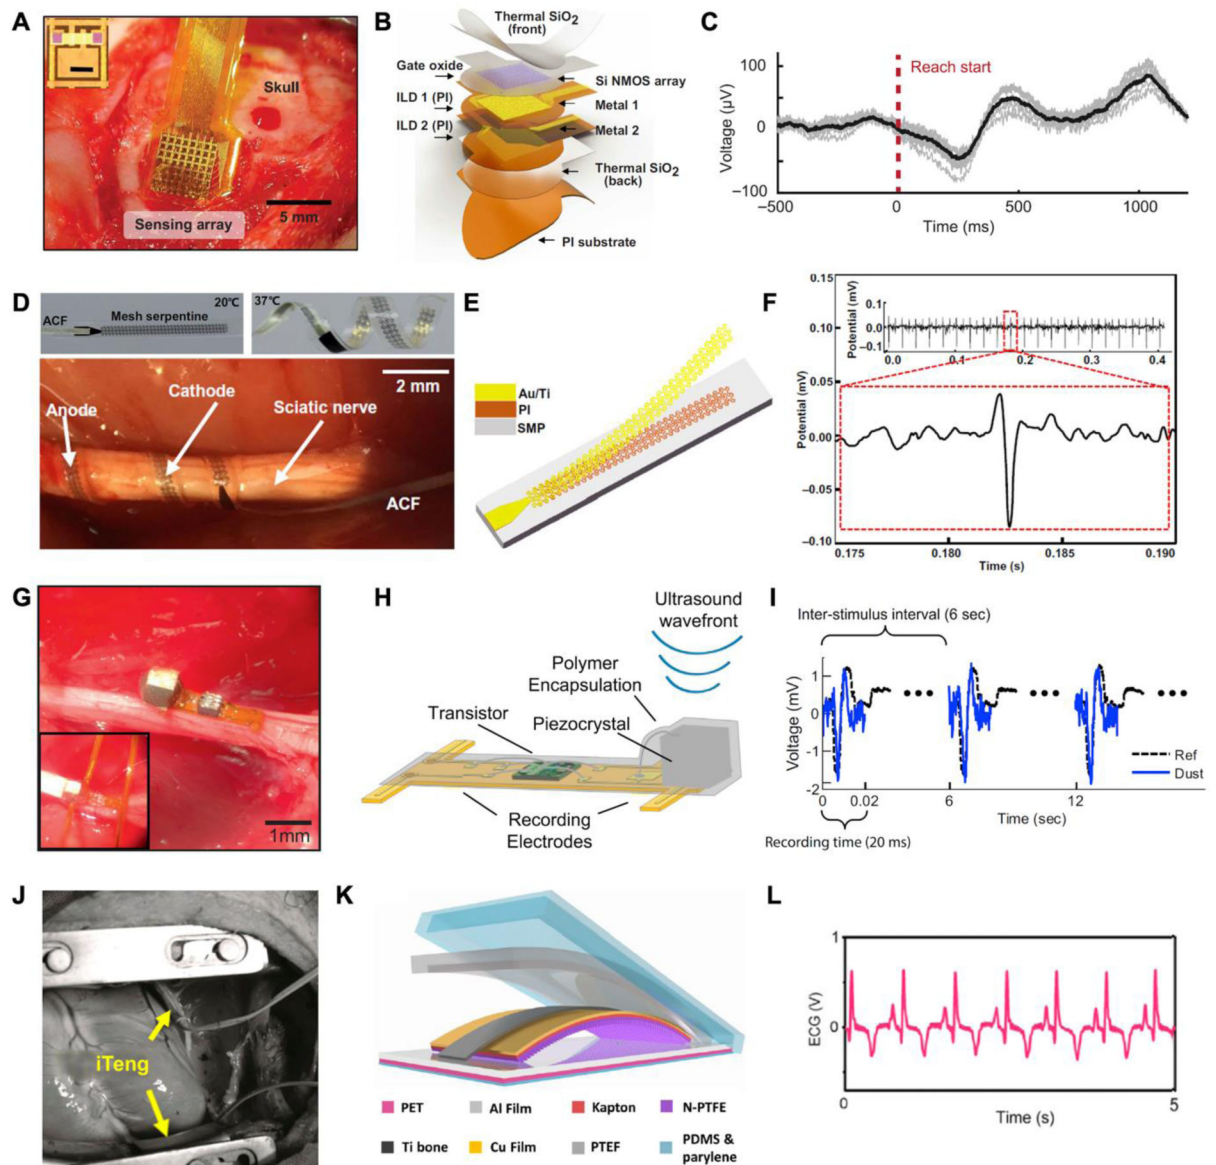 A
Skull
5 mm
Sensing array
B
Thermal SiO2
(front)
Gate oxide
Si NMOS array
ILD 1 (PI)
Metal 1
ILD 2 (PI)
Metal 2
Thermal SiO2
(back)
PI substrate
C
Reach start
100
0
−100
Voltage (μV)
−500
0
500
1000
Time (ms)
D
20℃
ACF
Mesh serpentine
37℃
2 mm
Cathode
Anode
Sciatic nerve
ACF
E
Au/Ti
PI
SMP
F
0.15
0.10
0.05
0.00
−0.05
−0.10
Potential (mV)
0.1
0.0
−0.1
Potential (mV)
0.0
0.1
0.2
0.3
0.4
0.175
0.180
0.185
0.190
Time (s)
G
1mm
H
Ultrasound
wavefront
Polymer
Encapsulation
Transistor
Piezocrystal
Recording
Electrodes
I
Inter-stimulus interval (6 sec)
1
0
-1
-2
Voltage (mV)
Ref
Dust
0
0.02
6
12
Time (sec)
Recording time (20 ms)
J
iTeng
K
PET
Al Film
Kapton
N-PTFE
Ti bone
Cu Film
PTEF
PDMS &
parylene
L
1
0
ECG (V)
0
5
Time (s)